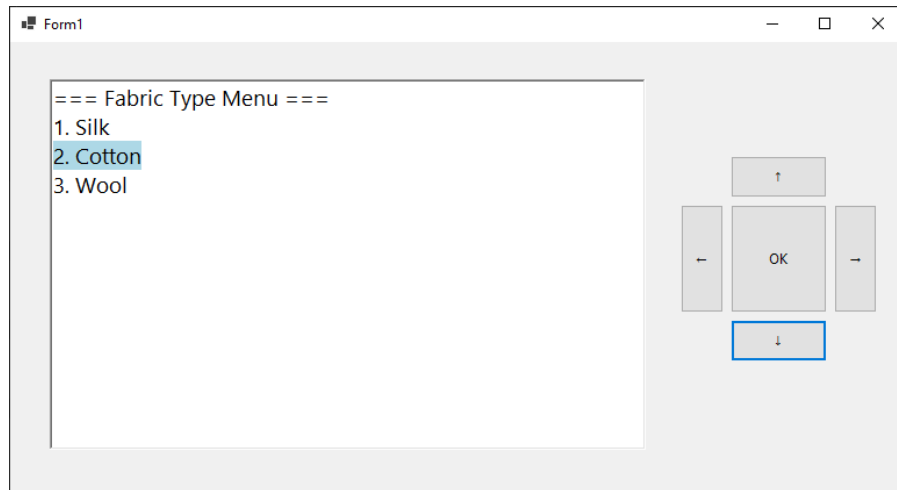 Form1
=== Fabric Type Menu ===
1. Silk
2. Cotton
3. Wool
↑
← OK →
↓